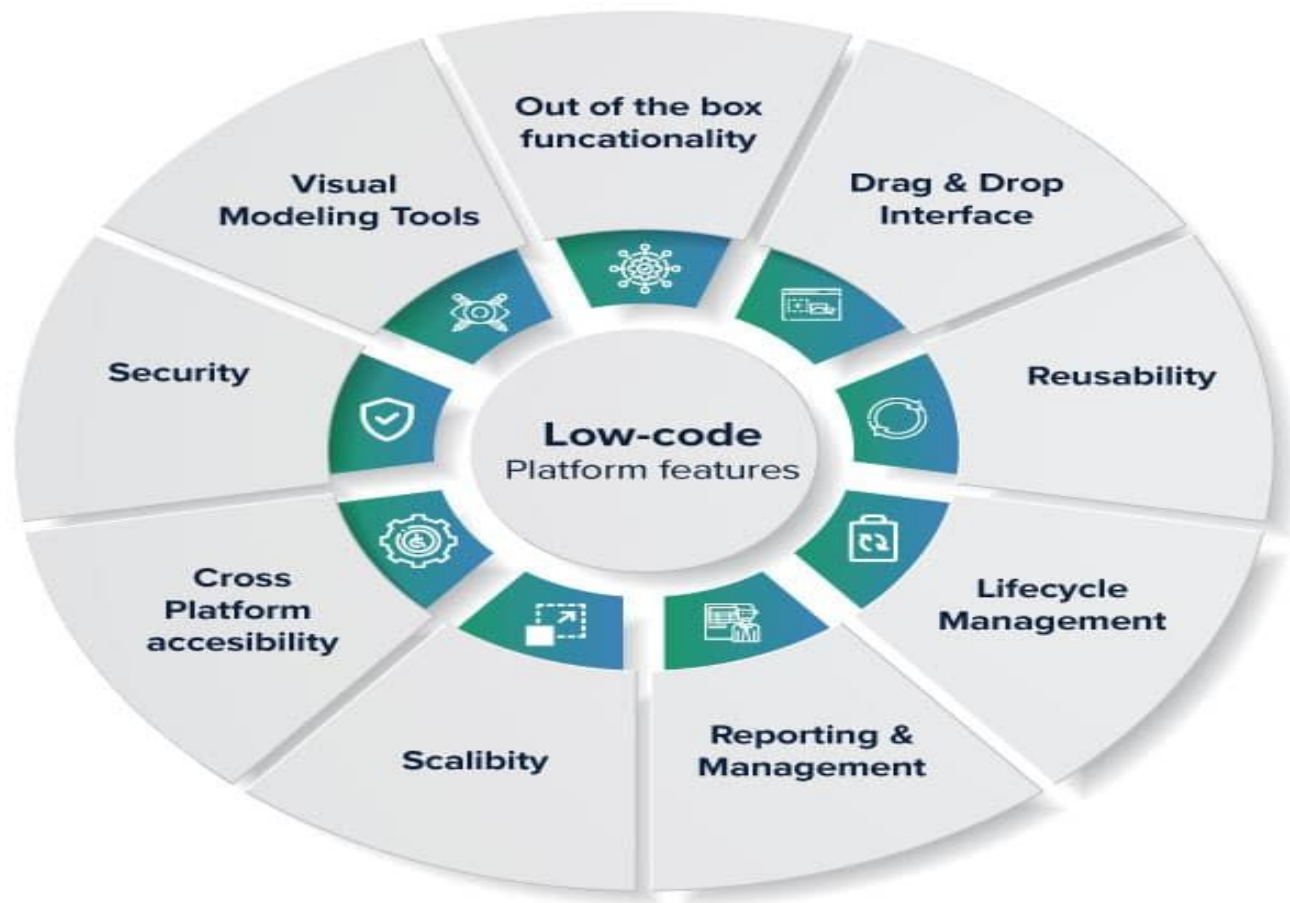 Out of the box
funcationality
Drag & Drop
Interface
Reusability
Lifecycle
Management
Reporting &
Management
Scalibity
Cross
Platform
accesibility
Security
Visual
Modeling Tools
Low-code
Platform features